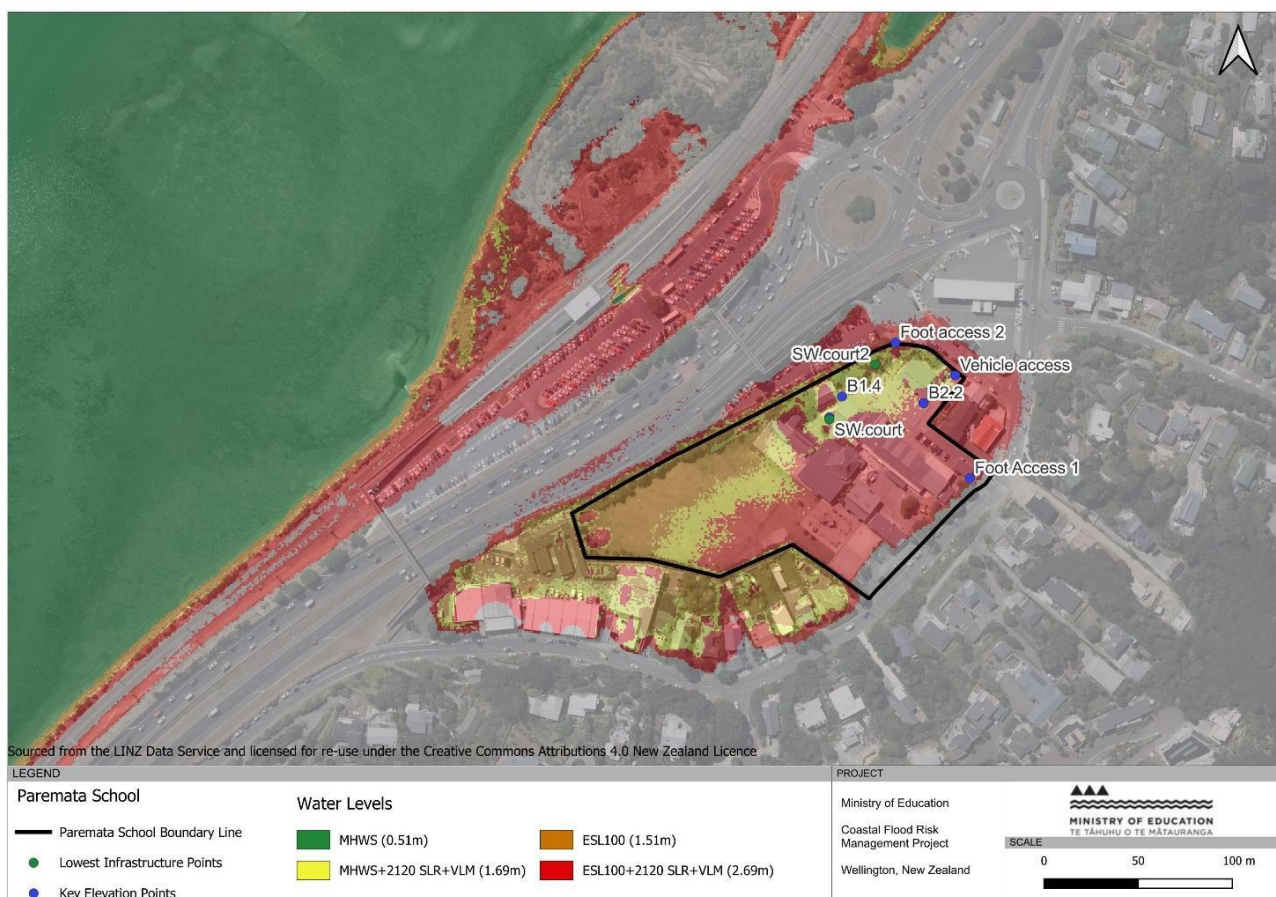 Foot access 2
SW.court2
Vehicle access
B1.4
B2.2
SW.court
Foot Access 1
Sourced from the LINZ Data Service and licensed for re-use under the Creative Commons Attributions 4.0 New Zealand Licence
LEGEND
Paremata School
Paremata School Boundary Line
Lowest Infrastructure Points
Key Elevation Points
Water Levels
MHWS (0.51m)
ESL100 (1.51m)
MHWS+2120 SLR+VLM (1.69m)
ESL100+2120 SLR+VLM (2.69m)
PROJECT
Ministry of Education
Coastal Flood Risk
Management Project
Wellington, New Zealand
MINISTRY OF EDUCATION
TE TĀHUHU O TE MĀTAURANGA
SCALE
0 50 100 m